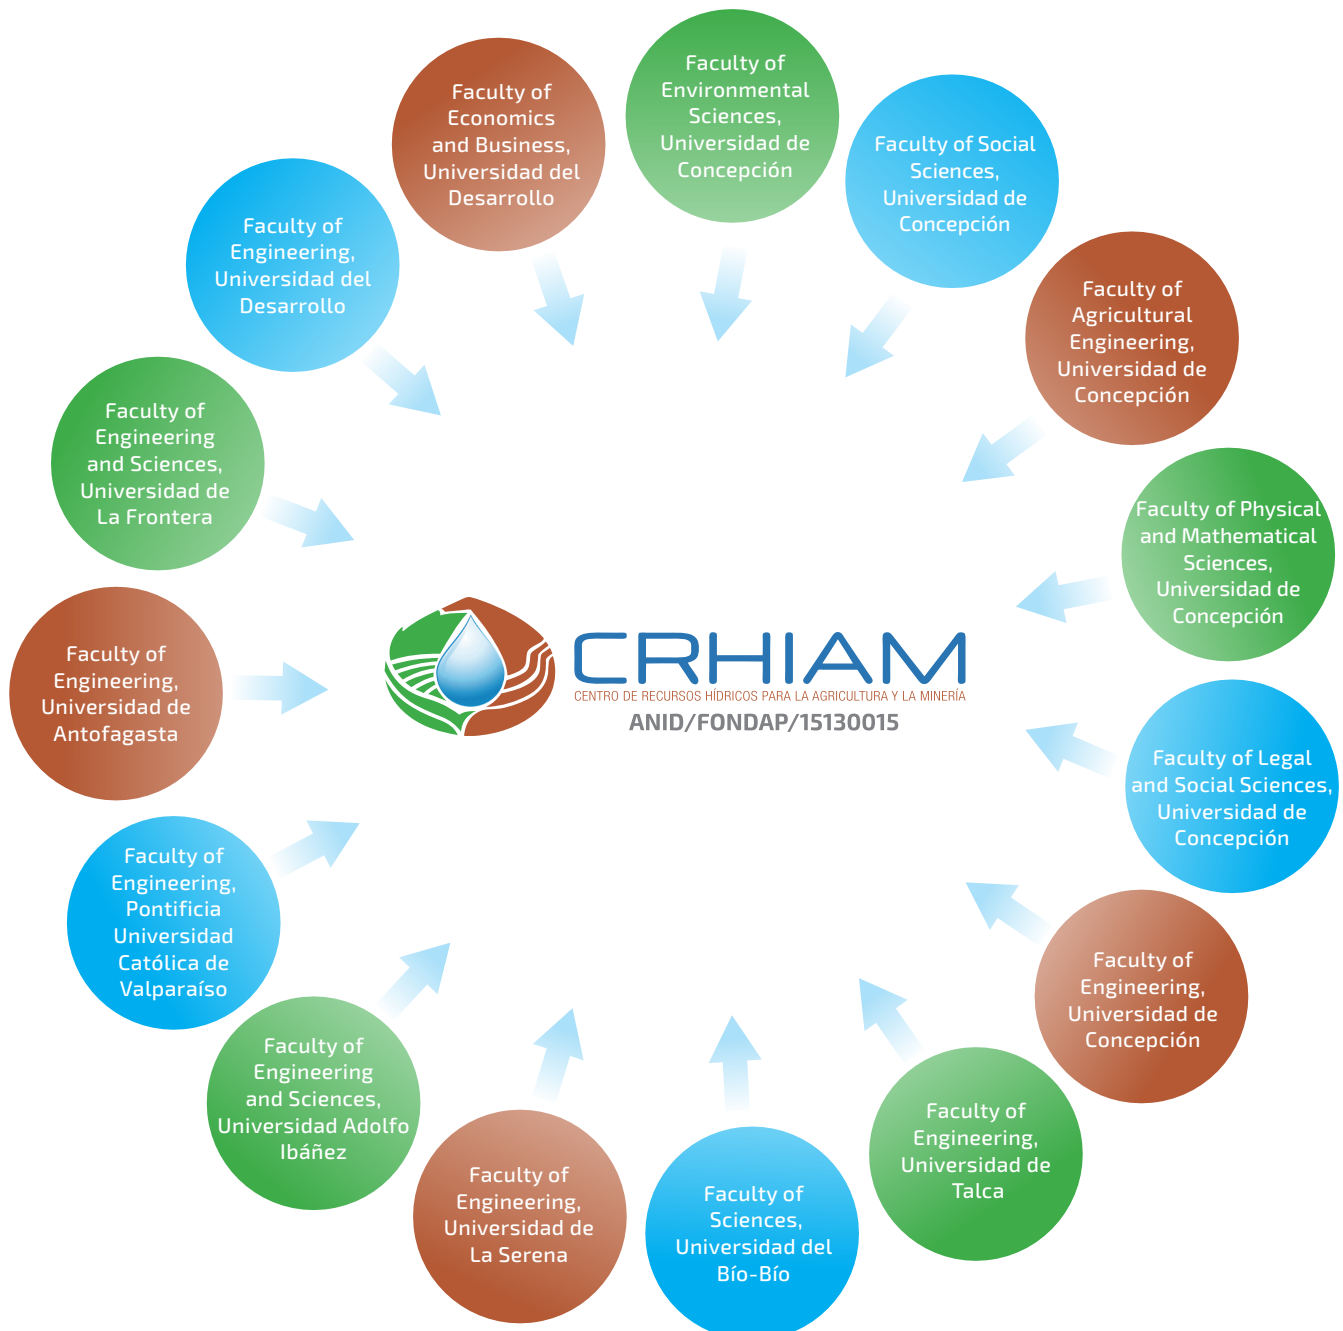 Faculty of
Environmental
Sciences,
Universidad de
Concepción
Faculty of Social
Sciences,
Universidad de
Concepción
Faculty of
Agricultural
Engineering,
Universidad de
Concepción
Faculty of Physical
and Mathematical
Sciences,
Universidad de
Concepción
Faculty of Legal
and Social Sciences,
Universidad de
Concepción
Faculty of
Engineering,
Universidad de
Concepción
Faculty of
Engineering,
Universidad de
Talca
Faculty of
Sciences,
Universidad del
Bío-Bío
Faculty of
Engineering,
Universidad de
La Serena
Faculty of
Engineering
and Sciences,
Universidad Adolfo
Ibáñez
Faculty of
Engineering,
Pontificia
Universidad
Católica de
Valparaíso
Faculty of
Engineering,
Universidad de
Antofagasta
Faculty of
Engineering
and Sciences,
Universidad de
La Frontera
Faculty of
Engineering,
Universidad del
Desarrollo
Faculty of
Economics
and Business,
Universidad del
Desarrollo
CRHIAM
CENTRO DE RECURSOS HÍDRICOS PARA LA AGRICULTURA Y LA MINERÍA
ANID/FONDAP/15130015